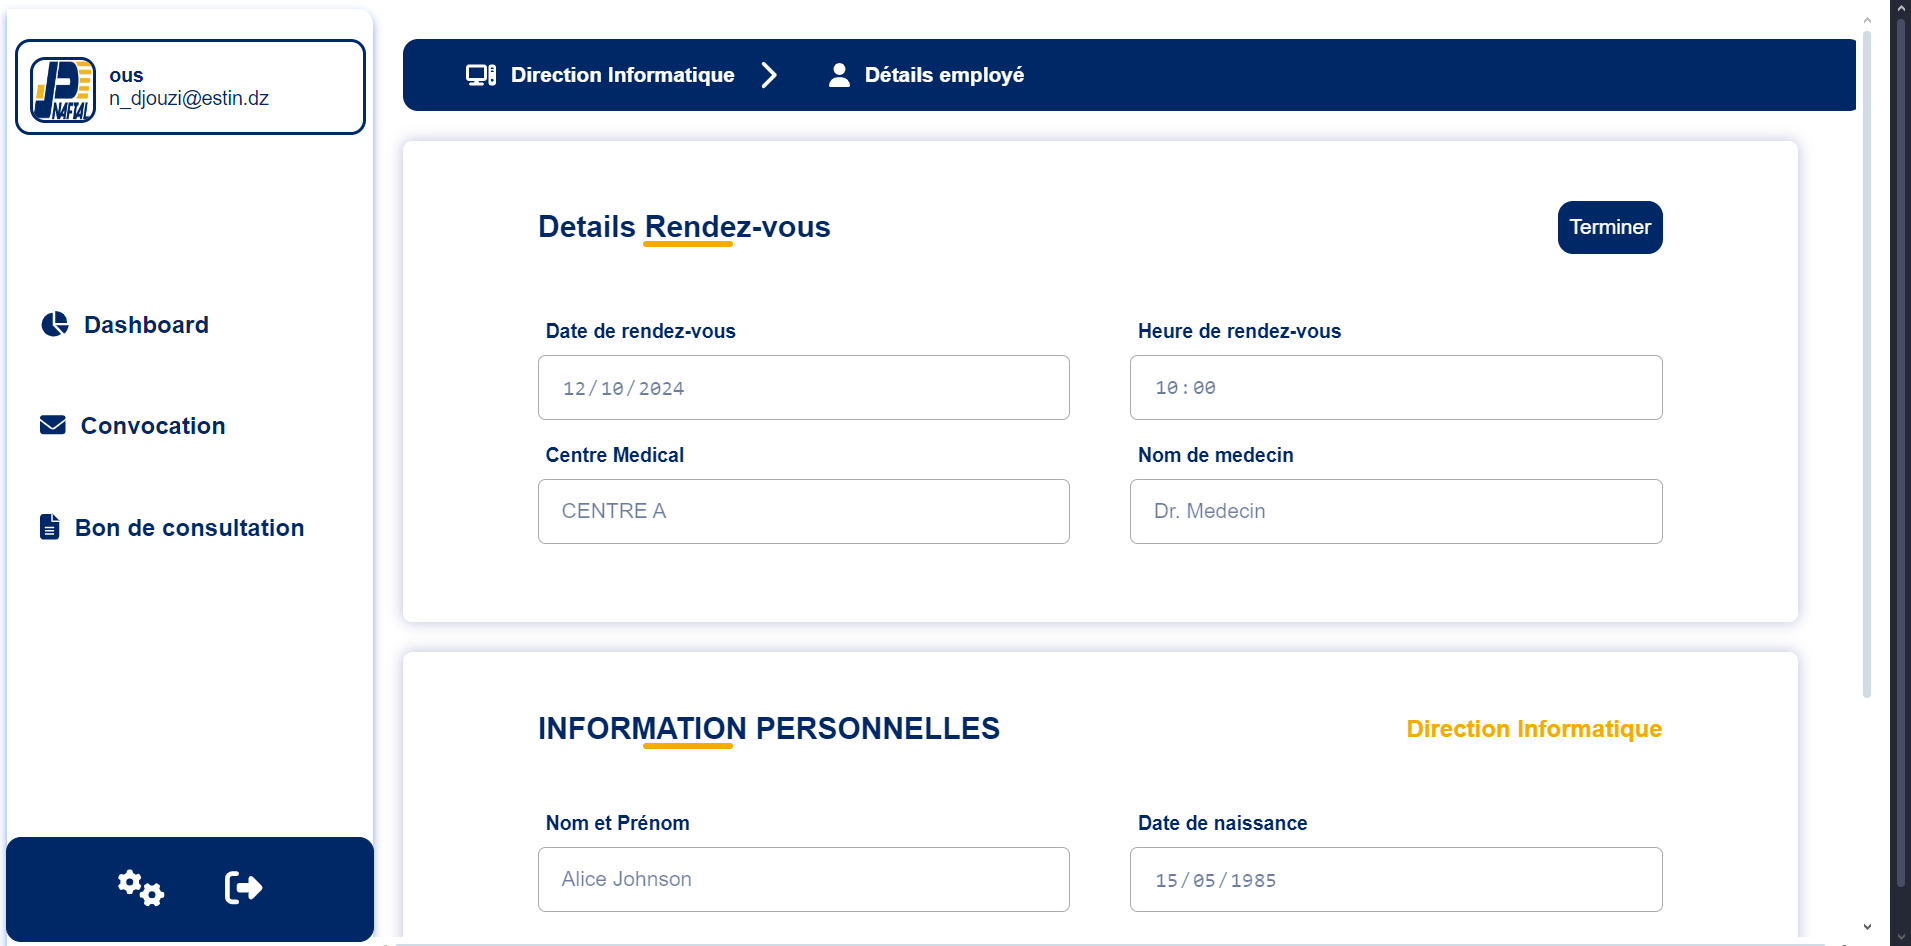 NAFTAL
ous
n_djouzi@estin.dz
Dashboard
Convocation
Bon de consultation
Direction Informatique
Détails employé
Details Rendez-vous
Terminer
Date de rendez-vous
Heure de rendez-vous
12/10/2024
10:00
Centre Medical
Nom de medecin
CENTRE A
Dr. Medecin
INFORMATION PERSONNELLES
Direction Informatique
Nom et Prénom
Date de naissance
Alice Johnson
15/05/1985